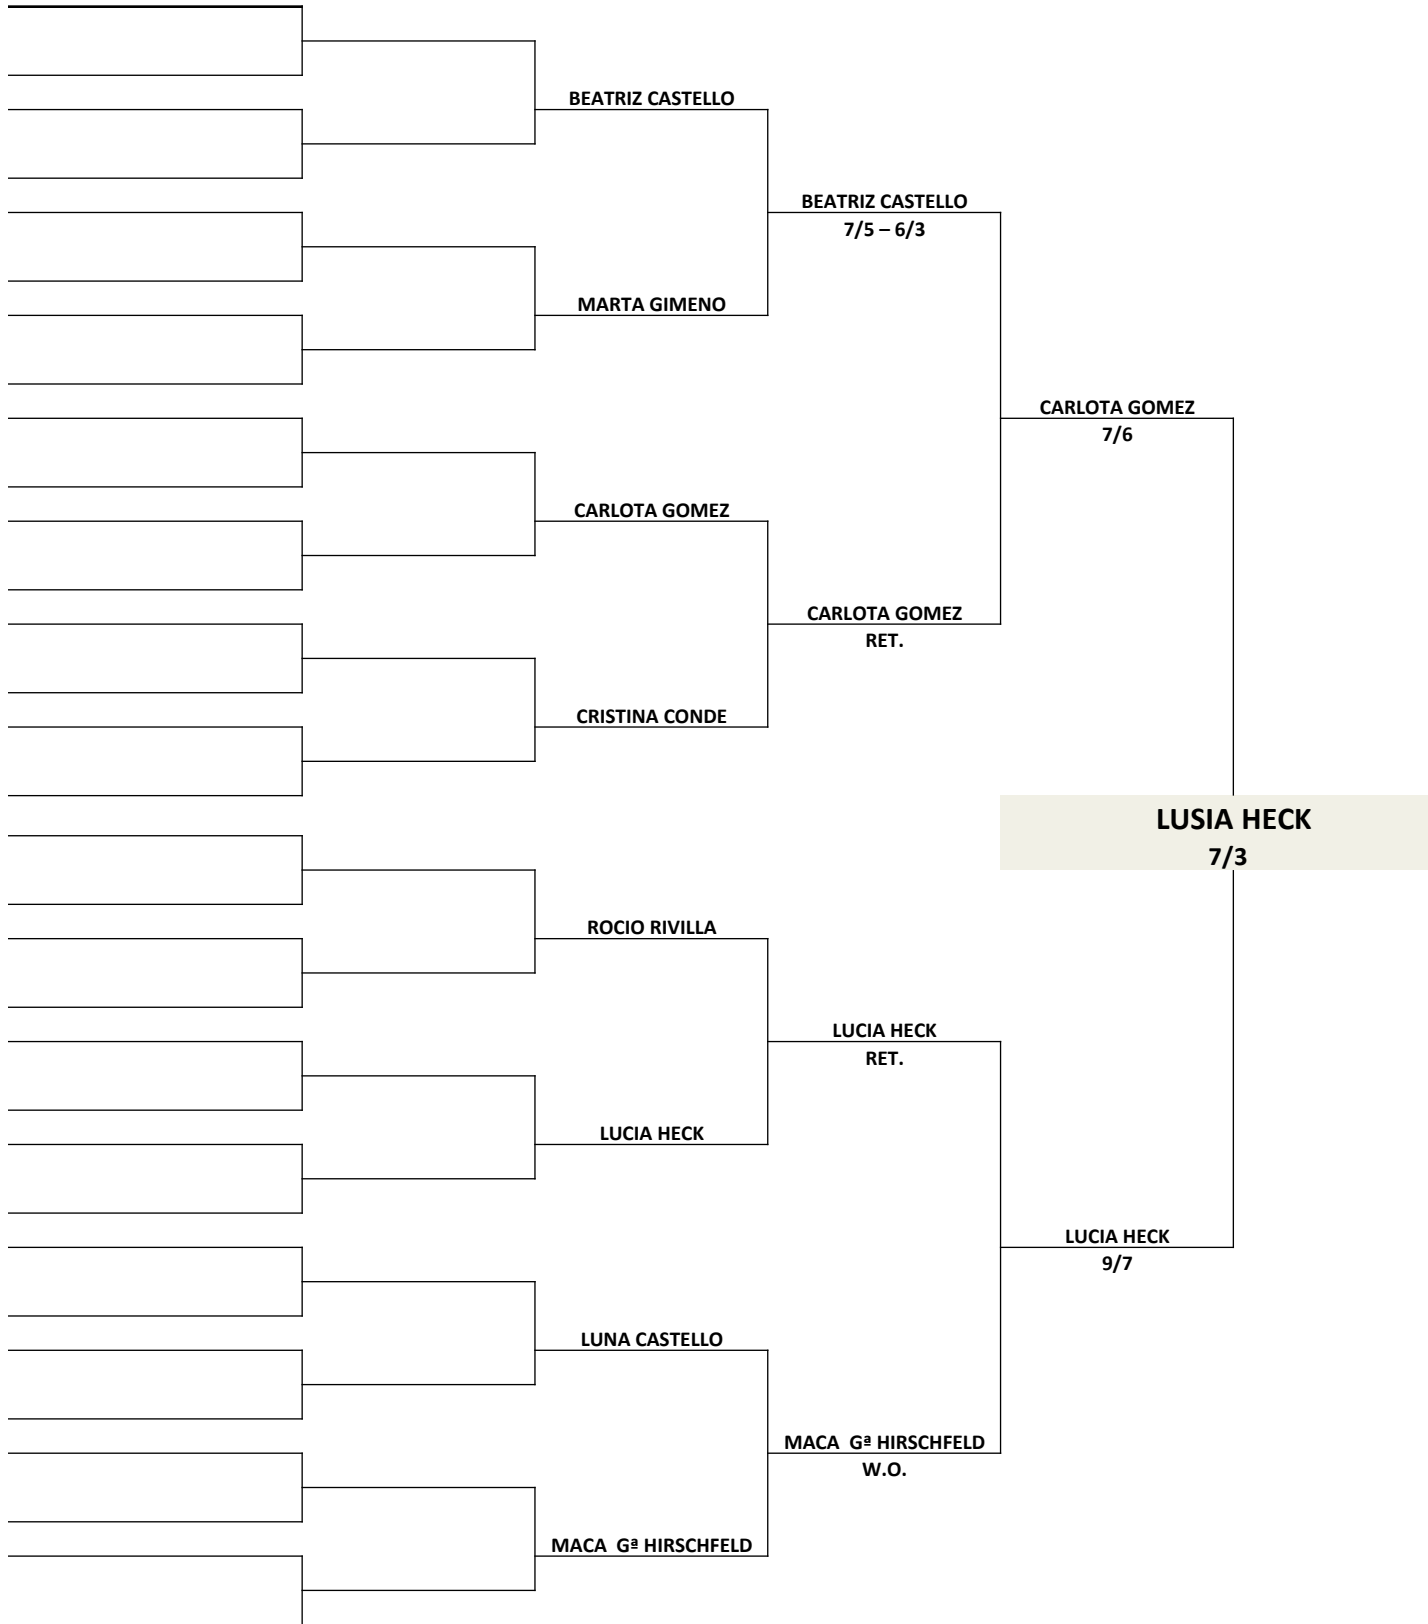 BEATRIZ CASTELLO
BEATRIZ CASTELLO
7/5 – 6/3
MARTA GIMENO
CARLOTA GOMEZ
7/6
CARLOTA GOMEZ
CARLOTA GOMEZ
RET.
CRISTINA CONDE
LUSIA HECK
7/3
ROCIO RIVILLA
LUCIA HECK
RET.
LUCIA HECK
LUCIA HECK
9/7
LUNA CASTELLO
MACA Gª HIRSCHFELD
W.O.
MACA Gª HIRSCHFELD